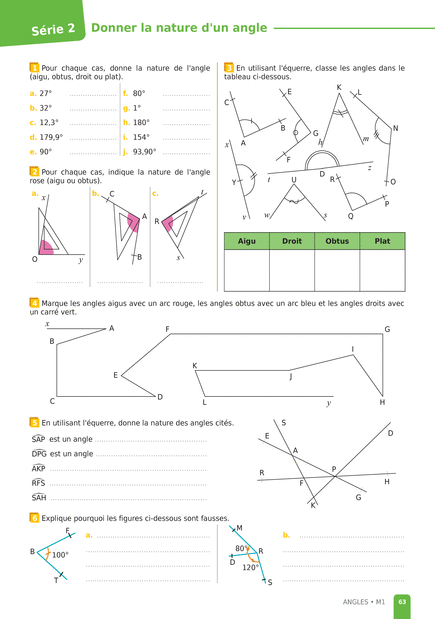 Série 2
Donner la nature d'un angle
1 Pour chaque cas, donne la nature de l'angle
(aigu, obtus, droit ou plat).
a. 27° ..................
b. 32° ..................
c. 12,3° ..................
d. 179,9° ..................
e. 90° ..................
f. 80° ..................
g. 1° ..................
h. 180° ..................
i. 154° ..................
j. 93,90° ..................
2 Pour chaque cas, indique la nature de l'angle
rose (aigu ou obtus).
a. b. c.
x O y
C A B
R t s
3 En utilisant l'équerre, classe les angles dans le
tableau ci-dessous.
C E K L
A B G h m N
F D z
x Y t U R O
v w s Q P
Aigu Droit Obtus Plat
4 Marque les angles aigus avec un arc rouge, les angles obtus avec un arc bleu et les angles droits avec
un carré vert.
x A F G
B I
K J
E
C D L y H
5 En utilisant l'équerre, donne la nature des angles cités.
SAP est un angle ..................
DPG est un angle ..................
AKP ..................
RFS ..................
SAH ..................
S D
E A
R F P H
K G
6 Explique pourquoi les figures ci-dessous sont fausses.
a. ..................
F B 100° T
b. ..................
M 80° R D 120° S
ANGLES • M1 63